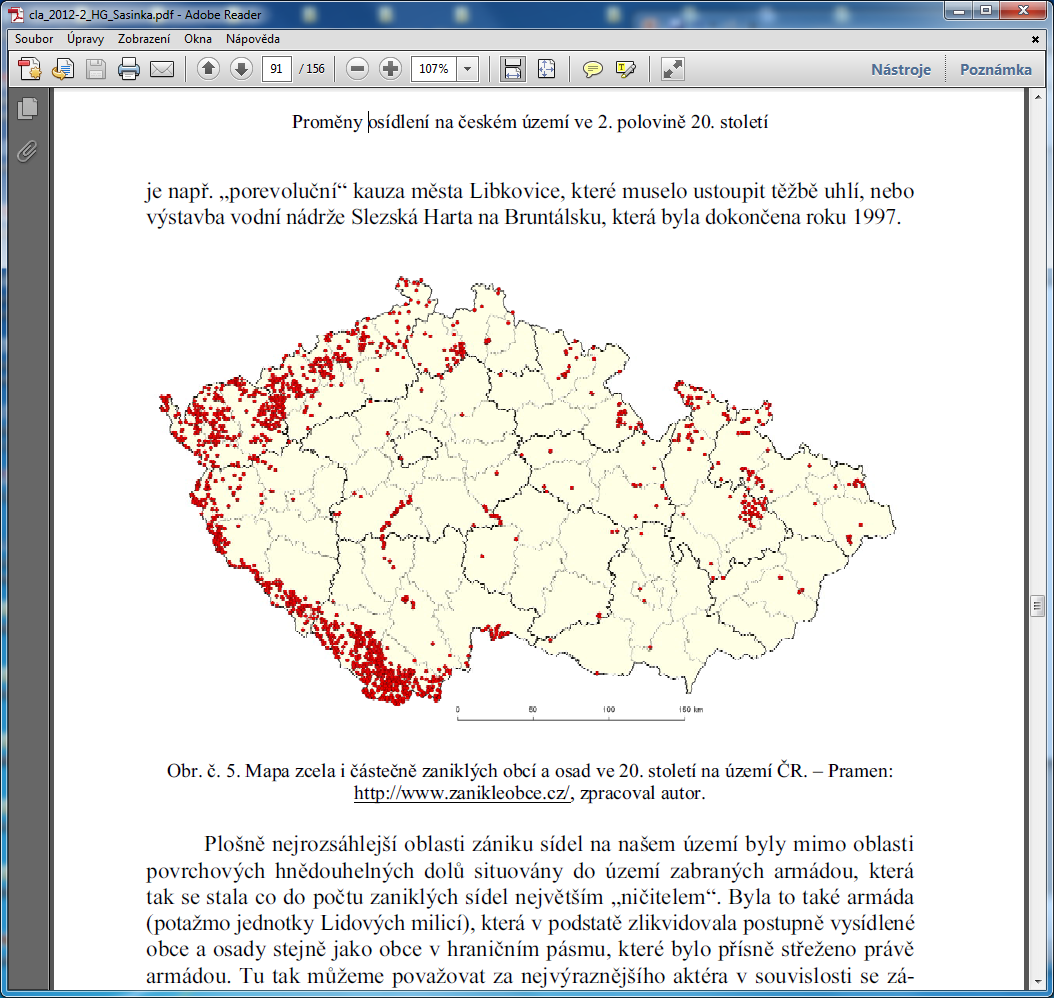 cla_2012-2_HG_Sasinka.pdf - Adobe Reader
Soubor Úpravy Zobrazení Okna Nápověda
91 / 156 107% Nástroje Poznámka
Proměny osídlení na českém území ve 2. polovině 20. století
je např. „porevoluční“ kauza města Libkovice, které muselo ustoupit těžbě uhlí, nebo
výstavba vodní nádrže Slezská Harta na Bruntálsku, která byla dokončena roku 1997.
0 50 100 150 km
Obr. č. 5. Mapa zcela i částečně zaniklých obcí a osad ve 20. století na území ČR. – Pramen:
http://www.zanikleobce.cz/, zpracoval autor.
Plošně nejrozsáhlejší oblasti zániku sídel na našem území byly mimo oblasti
povrchových hnědouhelných dolů situovány do území zabraných armádou, která
tak se stala co do počtu zaniklých sídel největším „ničitelem“. Byla to také armáda
(potažmo jednotky Lidových milicí), která v podstatě zlikvidovala postupně vysídlené
obce a osady stejně jako obce v hraničním pásmu, které bylo přísně střeženo právě
armádou. Tu tak můžeme považovat za nejvýraznějšího aktéra v souvislosti se zá-